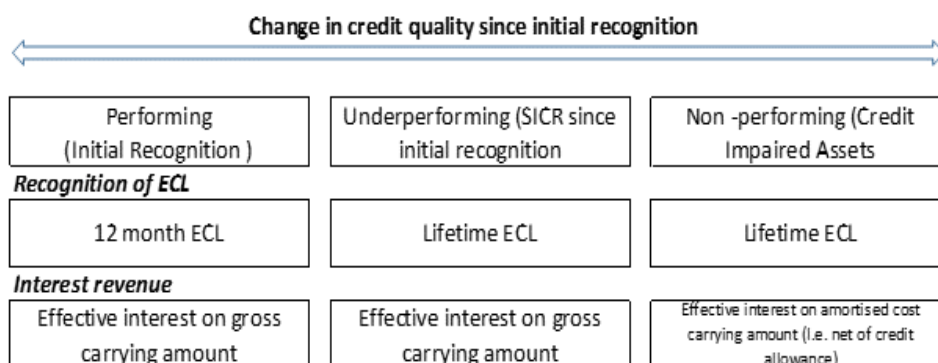 Change in credit quality since initial recognition
Performing
(Initial Recognition )
Underperforming (SICR since
initial recognition
Non -performing (Credit
Impaired Assets
Recognition of ECL
12 month ECL
Lifetime ECL
Lifetime ECL
Interest revenue
Effective interest on gross
carrying amount
Effective interest on gross
carrying amount
Effective interest on amortised cost
carrying amount (I.e. net of credit
allowance)